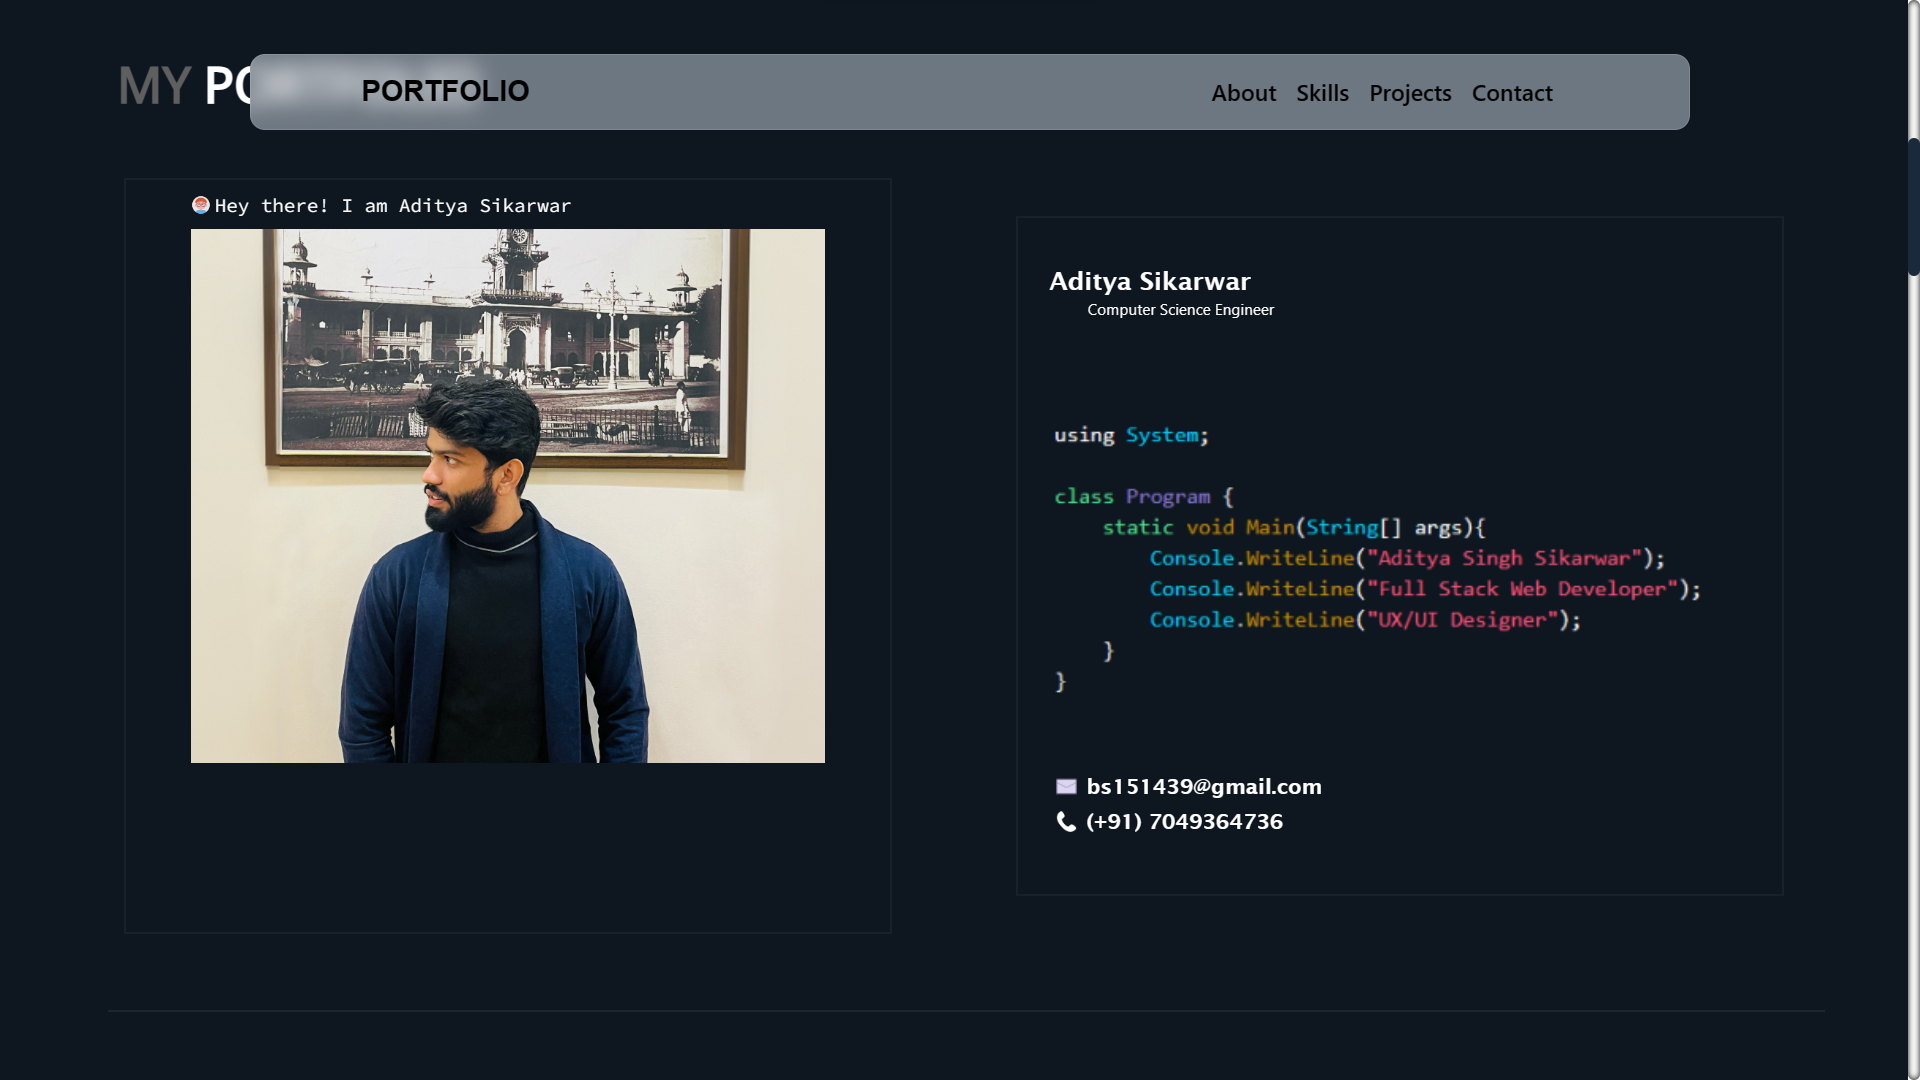 MY PO
PORTFOLIO
About Skills Projects Contact
Hey there! I am Aditya Sikarwar
Aditya Sikarwar
Computer Science Engineer
using System;
class Program {
static void Main(String[] args){
Console.WriteLine("Aditya Singh Sikarwar");
Console.WriteLine("Full Stack Web Developer");
Console.WriteLine("UX/UI Designer");
}
}
bs151439@gmail.com
(+91) 7049364736